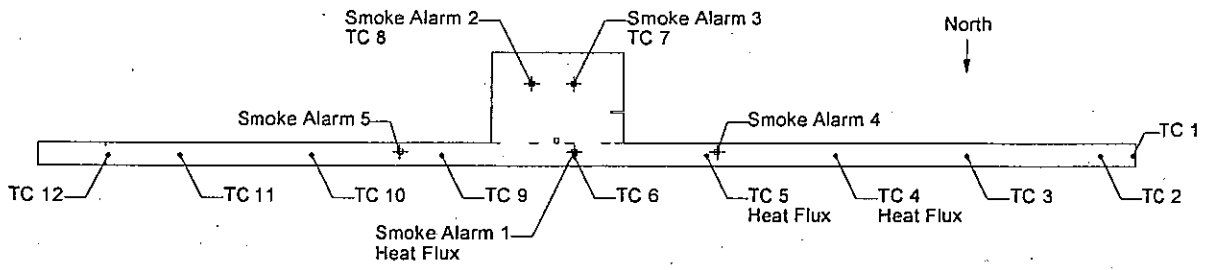 Smoke Alarm 2
TC 8
Smoke Alarm 3
TC 7
North
Smoke Alarm 5
Smoke Alarm 4
TC 1
TC 12
TC 11
TC 10
TC 9
TC 6
TC 5
Heat Flux
TC 4
Heat Flux
TC 3
TC 2
Smoke Alarm 1
Heat Flux